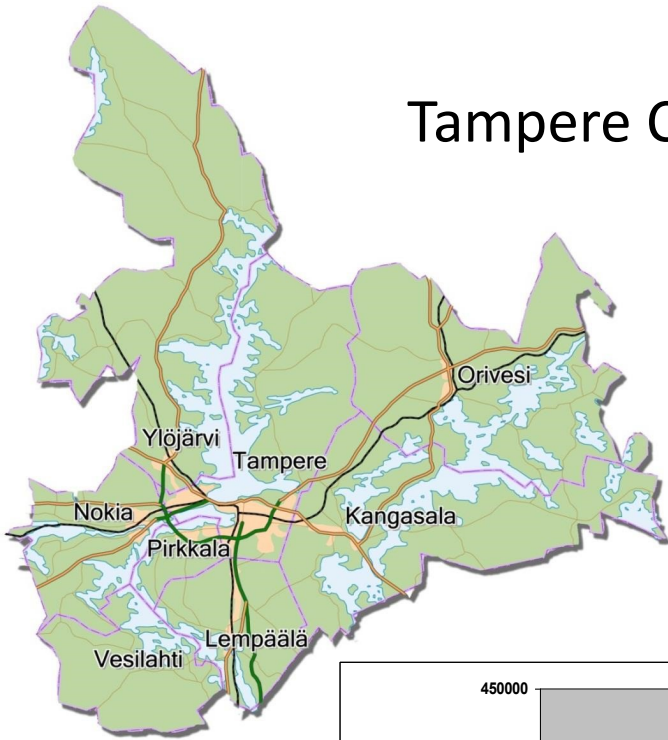 Tampere C
Orivesi
Ylöjärvi
Tampere
Nokia
Kangasala
Pirkkala
Lempäälä
Vesilahti
450000